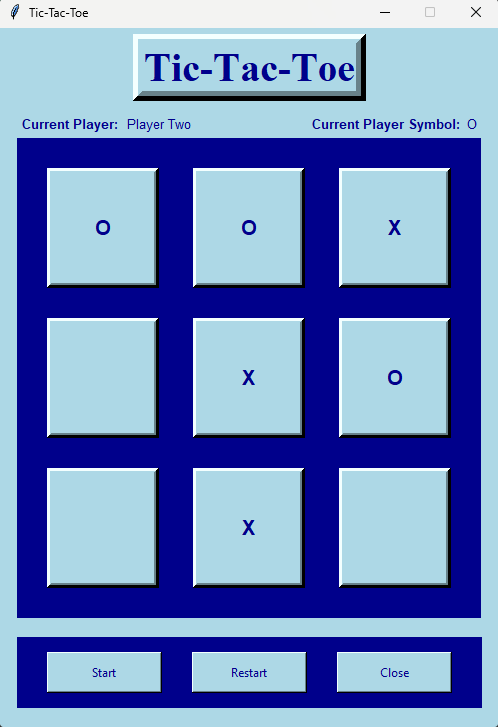 Tic-Tac-Toe
Tic-Tac-Toe
Current Player: Player Two Current Player Symbol: O
O O X
X O
X
Start Restart Close